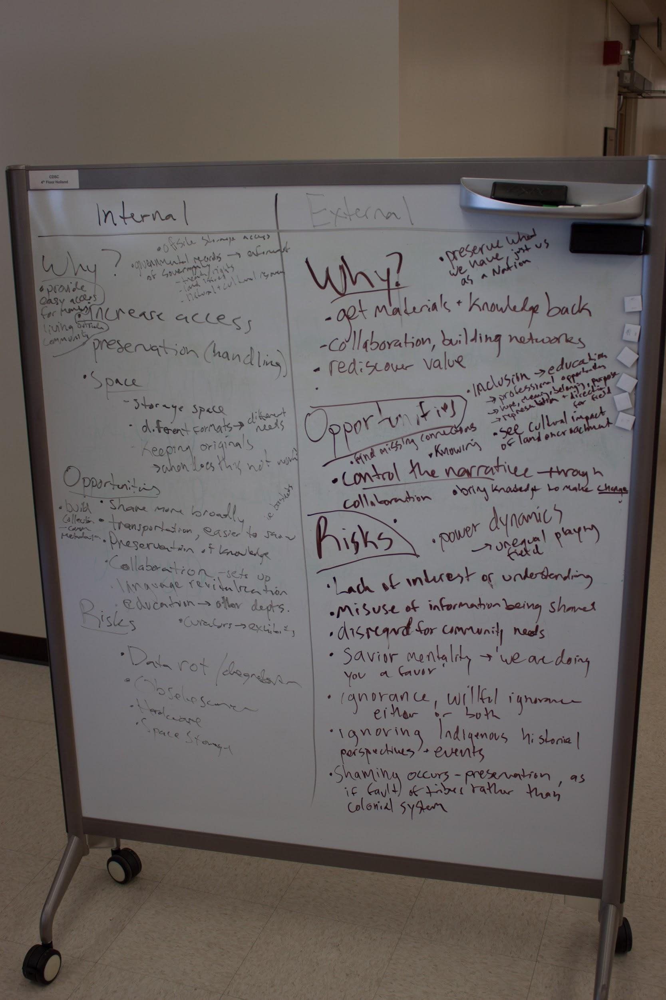 CDSC
4th Floor Holland
Internal
Why?
• offsite storage access
• governmental records → enforcement
of sovereignty
- treaty rights
- land issues
- natural + cultural resources
• provide
easy access
for members
living outside
community
• increase access
preservation (handling)
• Space
- storage space
• different formats → different
needs
- Keeping originals
→ when does this not work?
Opportunities
• build
collection
• Share more broadly
• transportation, easier to
i.e. baskets
• Preservation of knowledge
• Collaboration - sets up
• language revitalization
• education → other depts.
• curators → exhibits
Risks
• Data rot / degradation
• Obselescence
• Hardware
• Space storage
External
Why?
• preserve what
we have, just us
as a Nation
- get materials + knowledge back
- collaboration, building networks
- rediscover value
Opportunities
• Inclusion → education
→ professional opportunities
→ hope, meaning, belonging, purpose
→ representation + direction
for field
• find missing connections
• Knowing
• see cultural impact
of land encroachment
• Control the narrative through
collaboration
• bring knowledge to make change
Risks
• power dynamics
→ unequal playing
field
• Lack of interest or understanding
• Misuse of information being shared
• disregard for community needs
• Savior mentality → 'we are doing
you a favor'
• ignorance, willful ignorance
either or both
• ignoring Indigenous historical
perspectives + events
• Shaming occurs - preservation, as
if fault of tribes rather than
colonial system